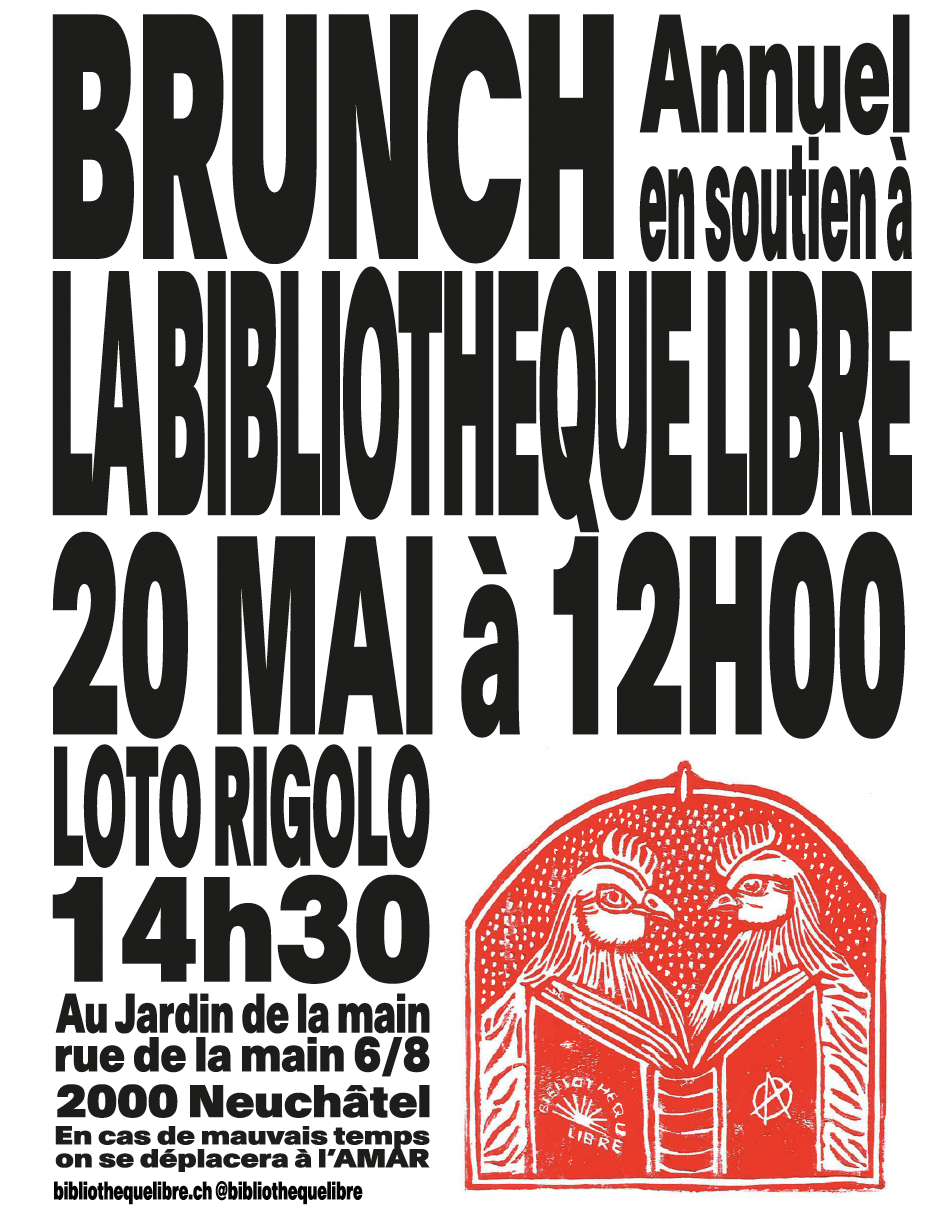 BRUNCH Annuel
en soutien à
LA BIBLIOTHEQUE LIBRE
20 MAI à 12H00
LOTO RIGOLO
14h30
Au Jardin de la main
rue de la main 6/8
2000 Neuchâtel
En cas de mauvais temps
on se déplacera à l'AMAR
bibliothequelibre.ch @bibliothequelibre
BIBLIOTHEQUE
LIBRE
A